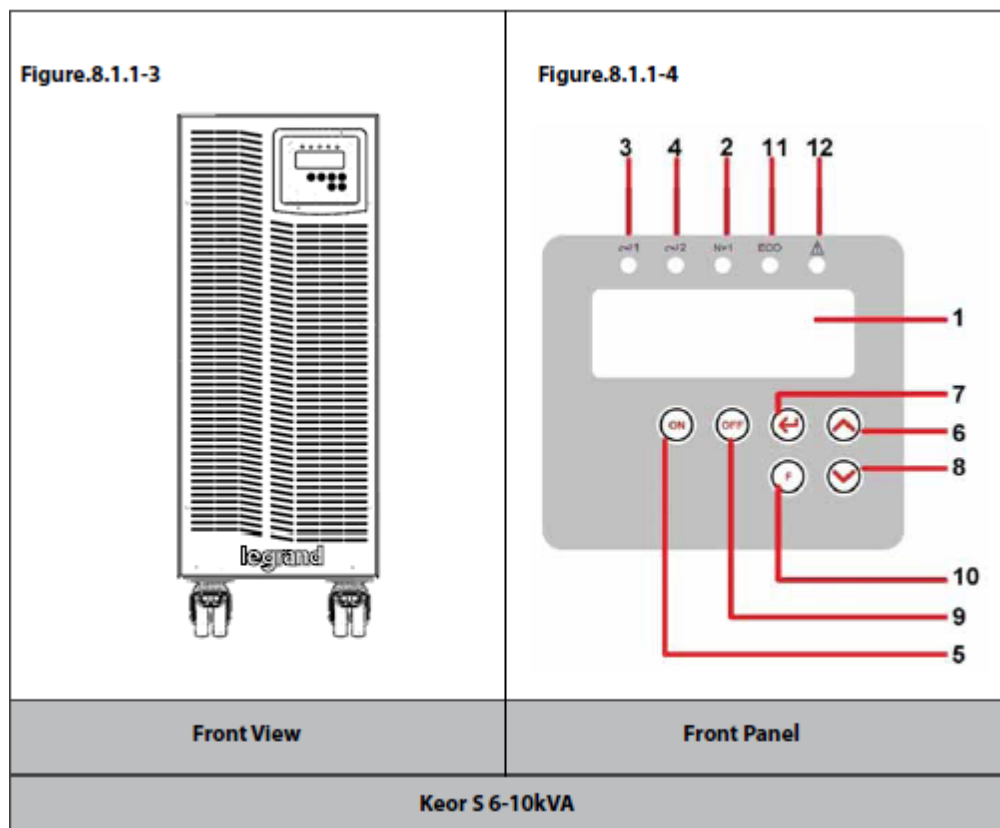 Figure.8.1.1-3
legrand
Figure.8.1.1-4
3 4 2 11 12
~/1 ~/2 N+1 ECO ⚠
1
7
ON OFF
6
8
F
10
9
5
Front View
Front Panel
Keor S 6-10kVA